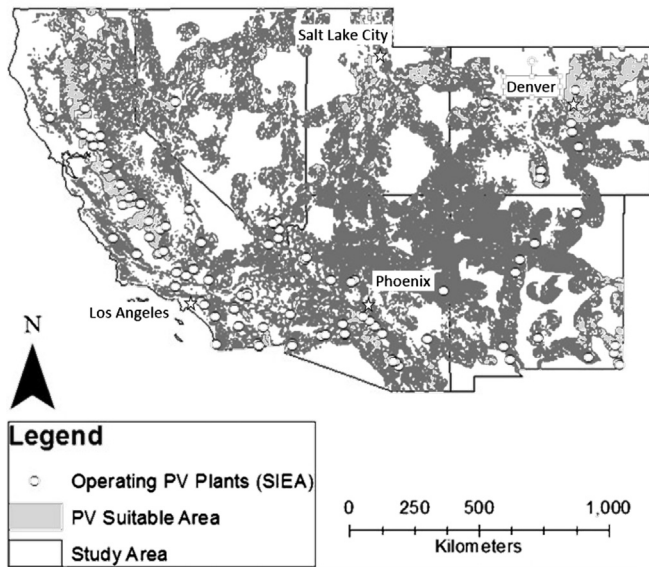 Salt Lake City
Denver
Phoenix
Los Angeles
N
Legend
Operating PV Plants (SIEA)
PV Suitable Area
Study Area
0 250 500 1,000
Kilometers